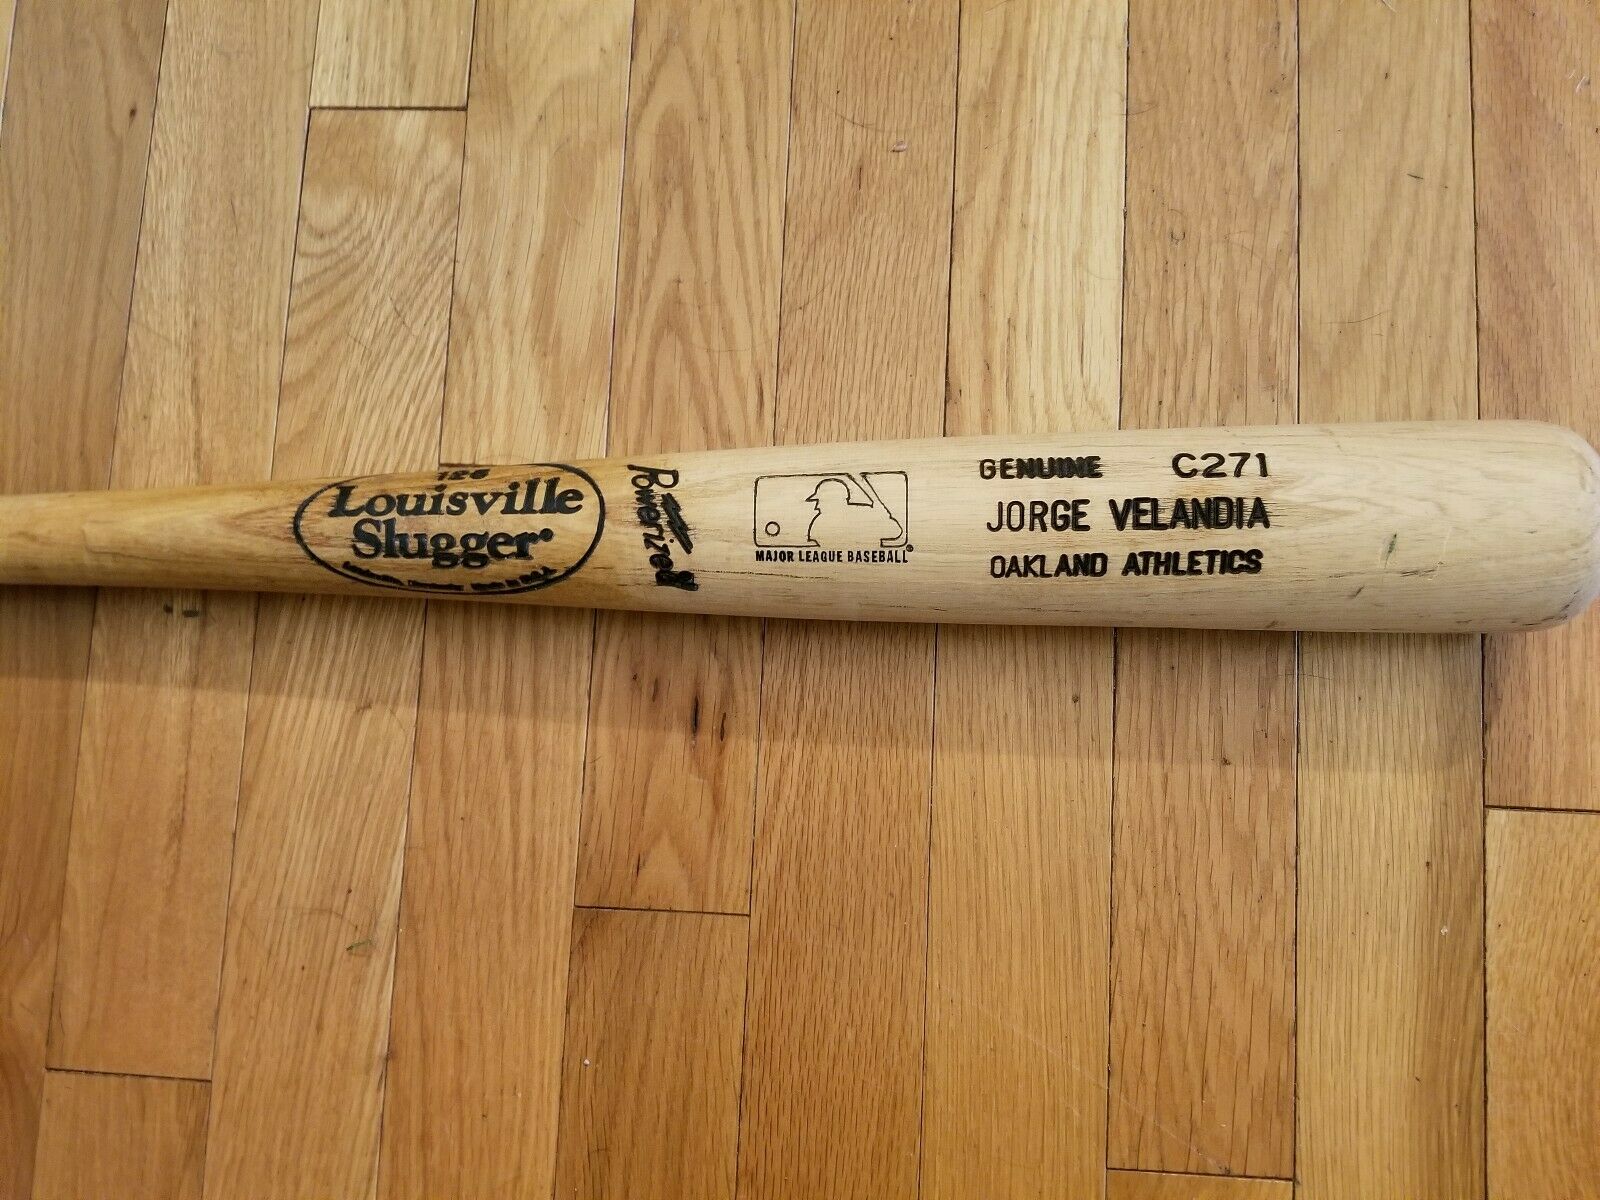 125
Louisville
Slugger®
Powerized
MAJOR LEAGUE BASEBALL®
GENUINE C271
JORGE VELANDIA
OAKLAND ATHLETICS